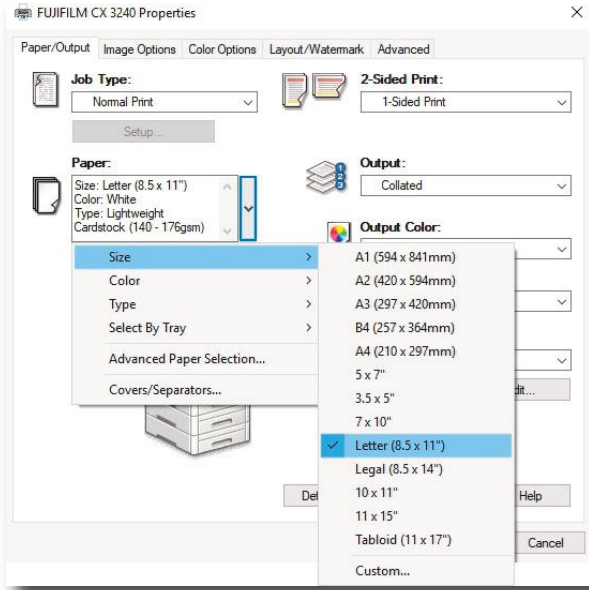 FUJIFILM CX 3240 Properties
Paper/Output Image Options Color Options Layout/Watermark Advanced
Job Type:
Normal Print
Setup...
2-Sided Print:
1-Sided Print
Paper:
Size: Letter (8.5 x 11")
Color: White
Type: Lightweight
Cardstock (140 - 176gsm)
Output:
1
2
3
Collated
Output Color:
Size
Color
Type
Select By Tray
Advanced Paper Selection...
Covers/Separators...
A1 (594 x 841mm)
A2 (420 x 594mm)
A3 (297 x 420mm)
B4 (257 x 364mm)
A4 (210 x 297mm)
5 x 7"
3.5 x 5"
7 x 10"
Letter (8.5 x 11")
Legal (8.5 x 14")
10 x 11"
11 x 15"
Tabloid (11 x 17")
Custom...
Help
Cancel